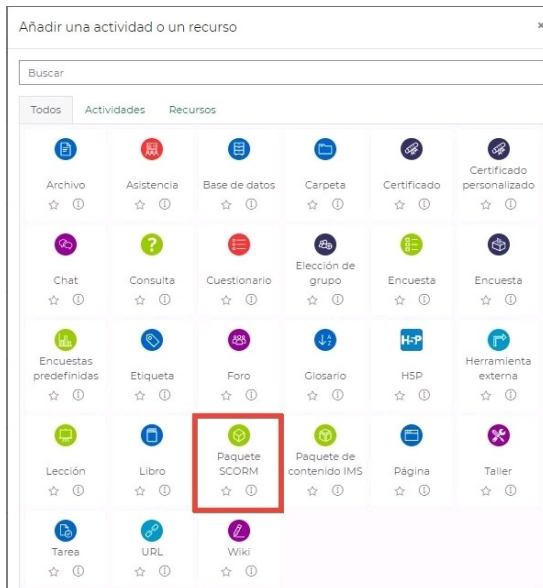 Añadir una actividad o un recurso
×
Buscar
Todos Actividades Recursos
Archivo Asistencia Base de datos Carpeta Certificado Certificado
personalizado
Chat Consulta Cuestionario Elección de
grupo Encuesta Encuesta
Encuestas
predefinidas Etiqueta Foro Glosario H5P Herramienta
externa
Lección Libro Paquete
SCORM Paquete de
contenido IMS Página Taller
Tarea URL Wiki